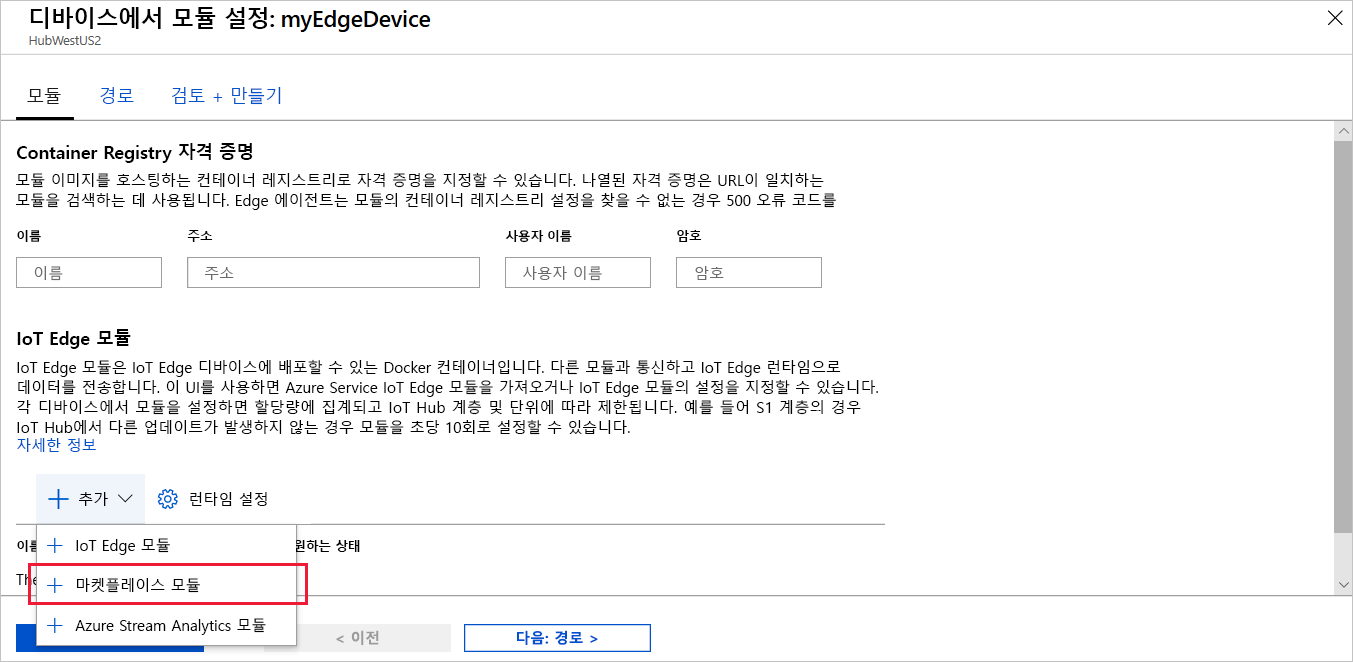 디바이스에서 모듈 설정: myEdgeDevice
HubWestUS2
모듈 경로 검토 + 만들기
Container Registry 자격 증명
모듈 이미지를 호스팅하는 컨테이너 레지스트리로 자격 증명을 지정할 수 있습니다. 나열된 자격 증명은 URL이 일치하는
모듈을 검색하는 데 사용됩니다. Edge 에이전트는 모듈의 컨테이너 레지스트리 설정을 찾을 수 없는 경우 500 오류 코드를
이름 주소 사용자 이름 암호
이름 주소 사용자 이름 암호
IoT Edge 모듈
IoT Edge 모듈은 IoT Edge 디바이스에 배포할 수 있는 Docker 컨테이너입니다. 다른 모듈과 통신하고 IoT Edge 런타임으로
데이터를 전송합니다. 이 UI를 사용하면 Azure Service IoT Edge 모듈을 가져오거나 IoT Edge 모듈의 설정을 지정할 수 있습니다.
각 디바이스에서 모듈을 설정하면 할당량에 집계되고 IoT Hub 계층 및 단위에 따라 제한됩니다. 예를 들어 S1 계층의 경우
IoT Hub에서 다른 업데이트가 발생하지 않는 경우 모듈을 초당 10회로 설정할 수 있습니다.
자세한 정보
+ 추가 런타임 설정
+ IoT Edge 모듈 원하는 상태
+ 마켓플레이스 모듈
+ Azure Stream Analytics 모듈
< 이전 다음: 경로 >